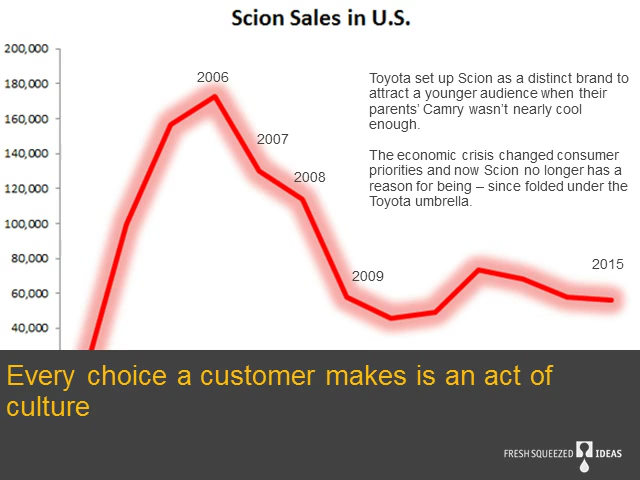 Scion Sales in U.S.
200,000
180,000
160,000
140,000
120,000
100,000
80,000
60,000
40,000
2006
2007
2008
2009
2015
Toyota set up Scion as a distinct brand to
attract a younger audience when their
parents’ Camry wasn’t nearly cool
enough.
The economic crisis changed consumer
priorities and now Scion no longer has a
reason for being – since folded under the
Toyota umbrella.
Every choice a customer makes is an act of
culture
FRESH SQUEEZED IDEAS